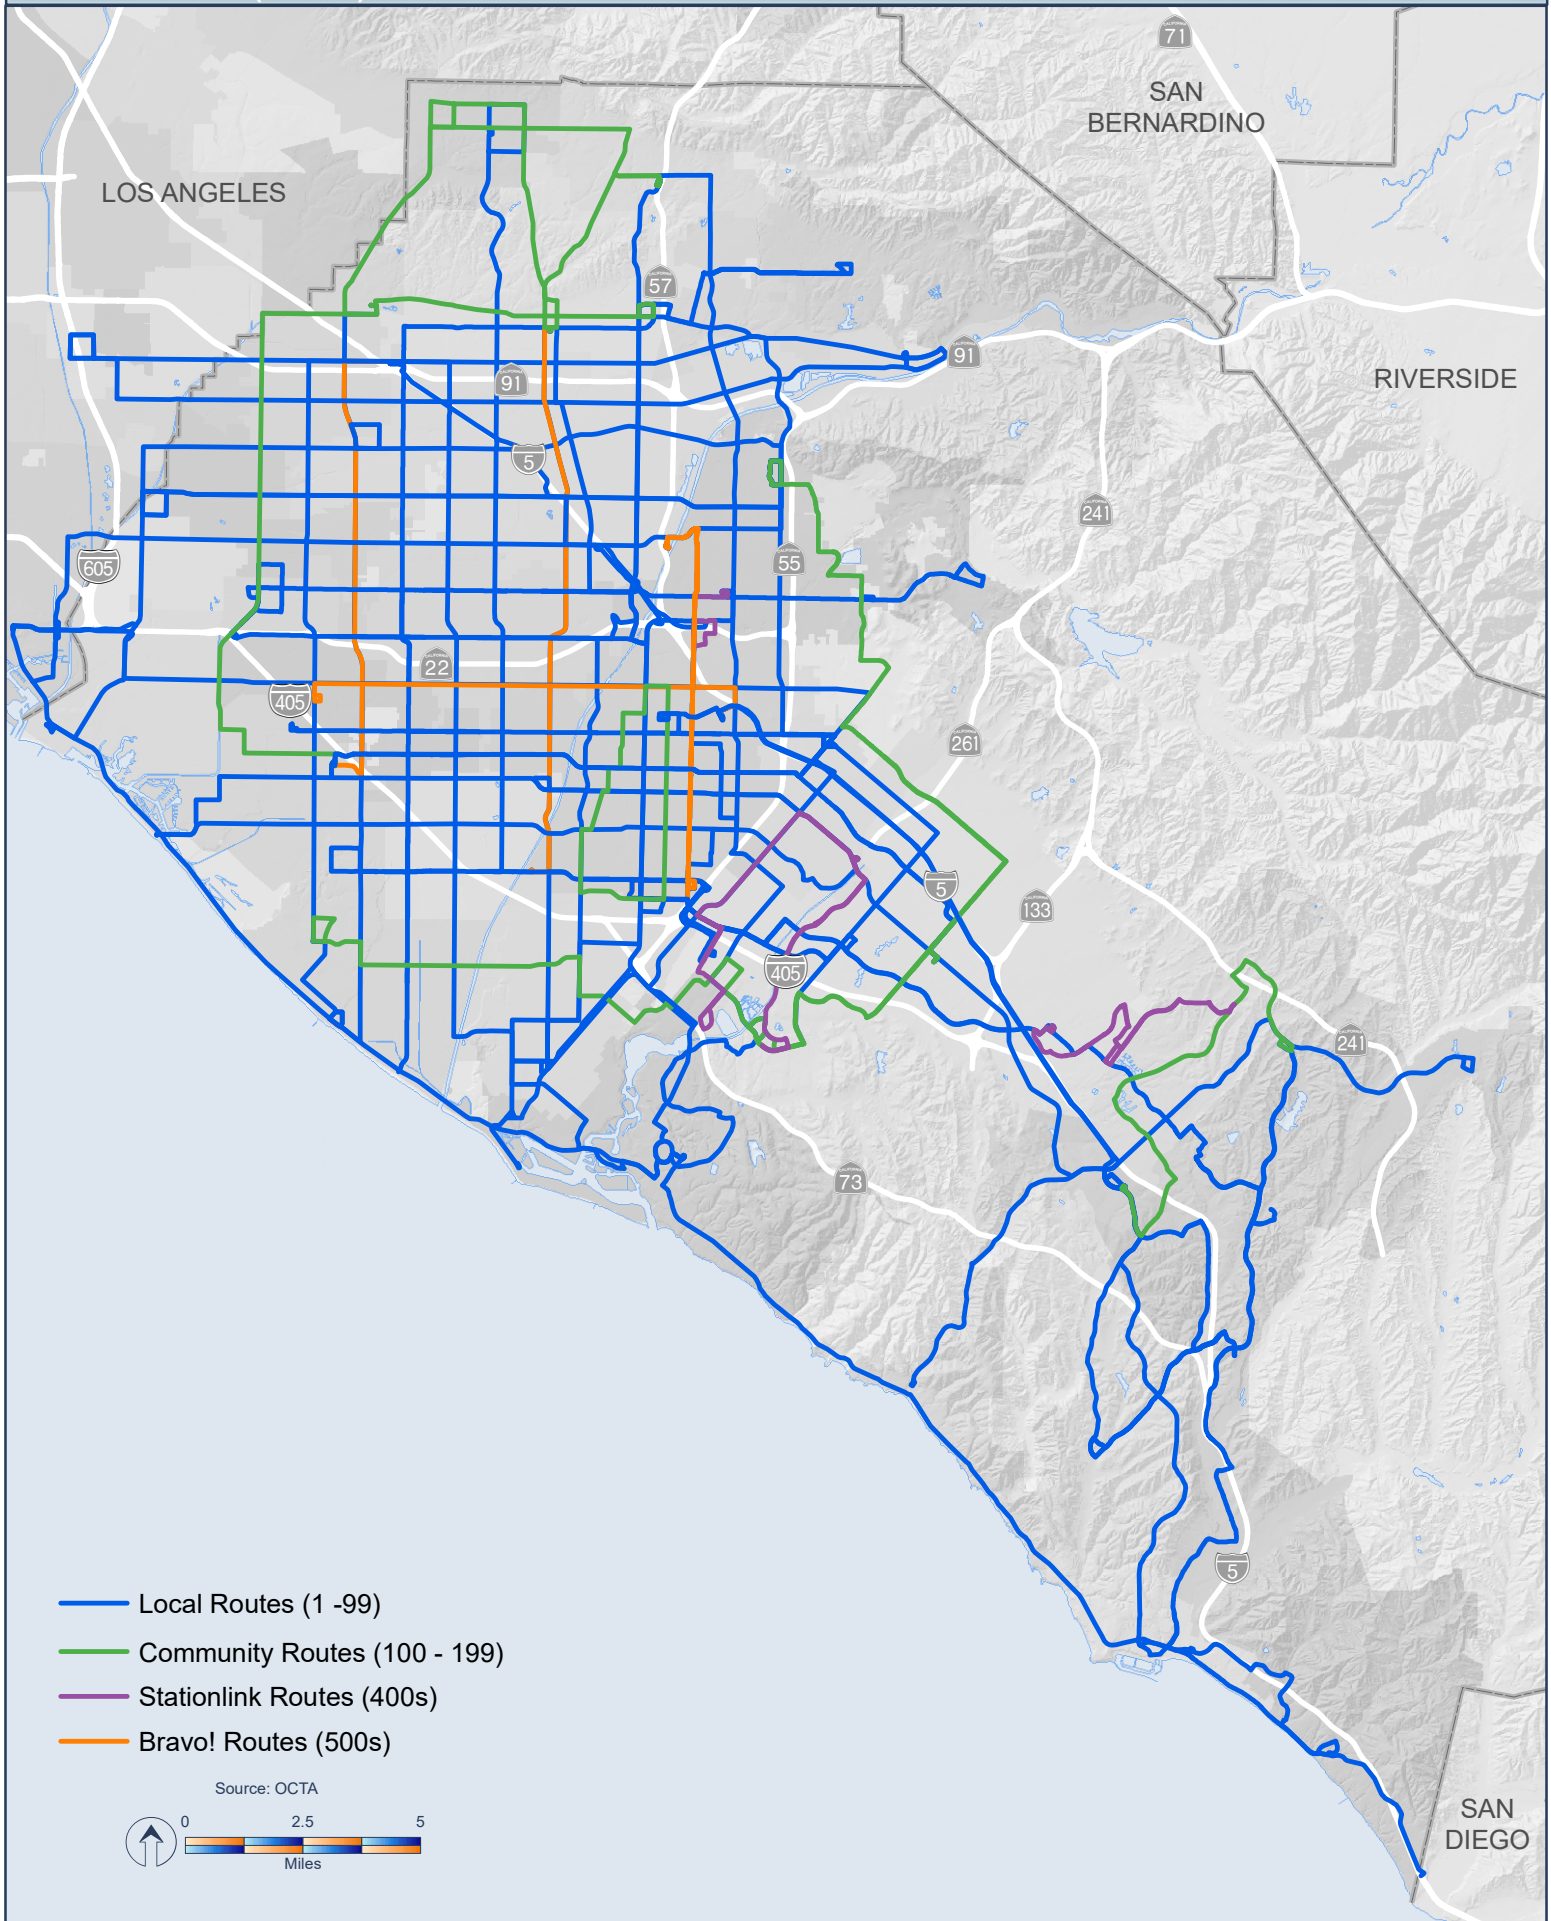 71
SAN
BERNARDINO
LOS ANGELES
57
91
RIVERSIDE
91
5
241
55
605
22
405
261
5
133
405
241
73
5
Local Routes (1 -99)
Community Routes (100 - 199)
Stationlink Routes (400s)
Bravo! Routes (500s)
Source: OCTA
0 2.5 5
Miles
SAN
DIEGO